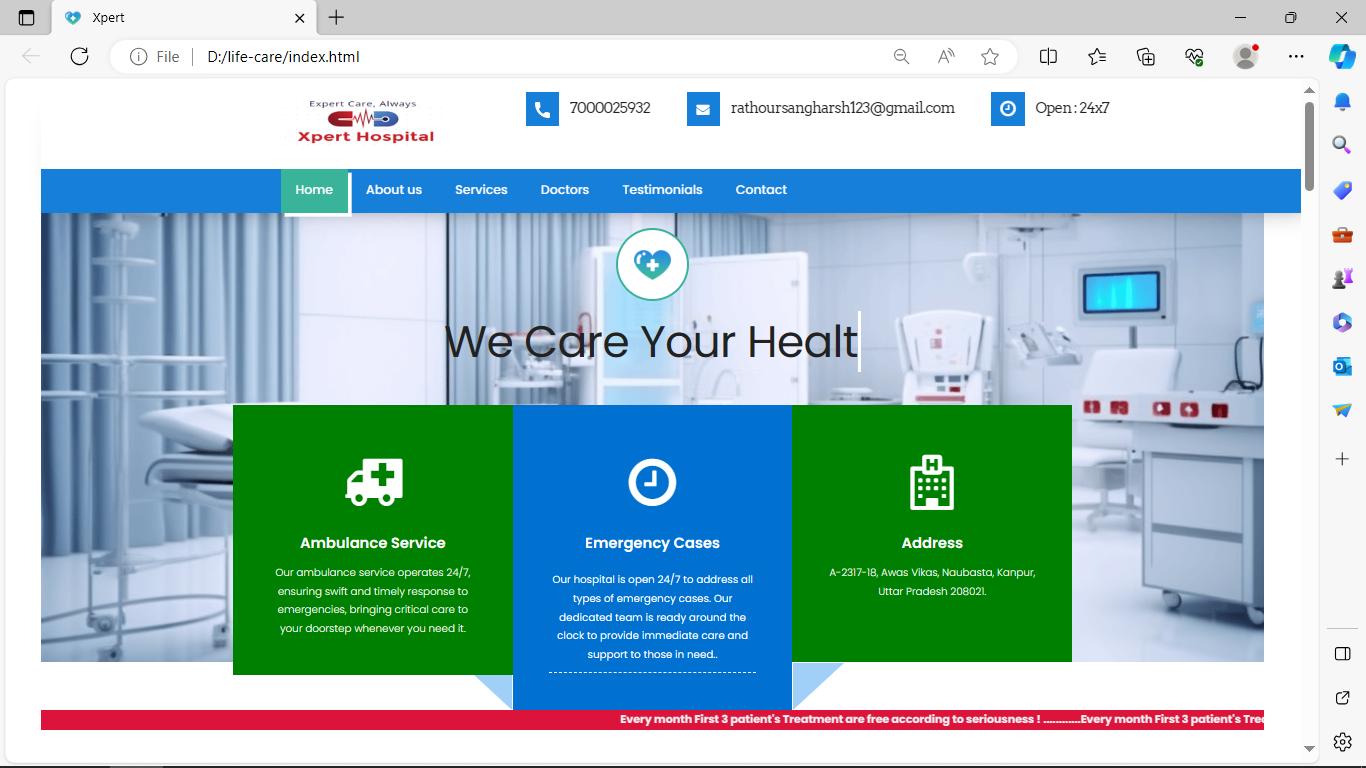 Xpert
File
D:/life-care/index.html
Expert Care, Always
Xpert Hospital
7000025932
rathoursangharsh123@gmail.com
Open : 24x7
Home
About us
Services
Doctors
Testimonials
Contact
We Care Your Healt
Ambulance Service
Our ambulance service operates 24/7,
ensuring swift and timely response to
emergencies, bringing critical care to
your doorstep whenever you need it.
Emergency Cases
Our hospital is open 24/7 to address all
types of emergency cases. Our
dedicated team is ready around the
clock to provide immediate care and
support to those in need..
H
Address
A-2317-18, Awas Vikas, Naubasta, Kanpur,
Uttar Pradesh 208021.
Every month First 3 patient's Treatment are free according to seriousness ! ............Every month First 3 patient's Trea